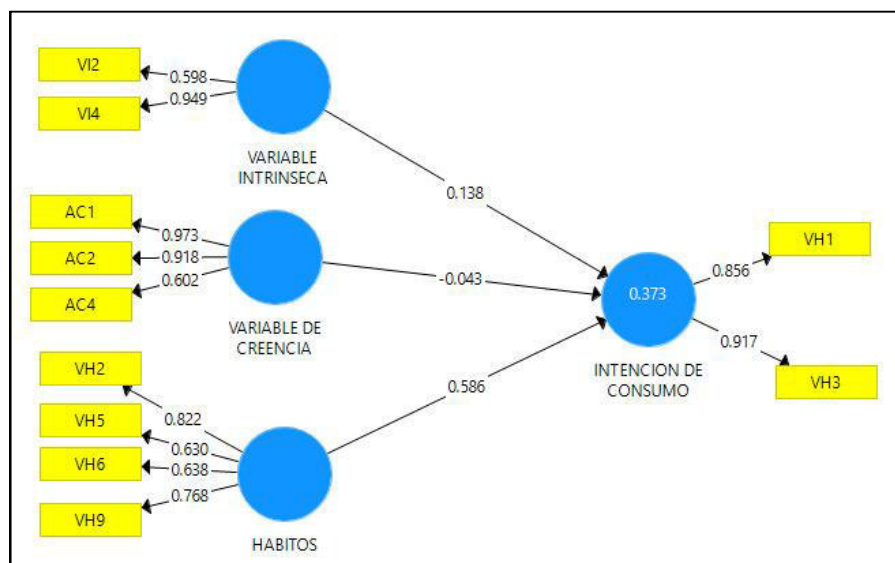 VI2
0.598
VI4
0.949
VARIABLE
INTRINSECA
0.138
AC1
0.973
AC2
0.918
AC4
0.602
VARIABLE DE
CREENCIA
-0.043
VH2
0.822
VH5
0.630
VH6
0.638
VH9
0.768
HABITOS
0.586
0.373
INTENCION DE
CONSUMO
VH1
0.856
0.917
VH3